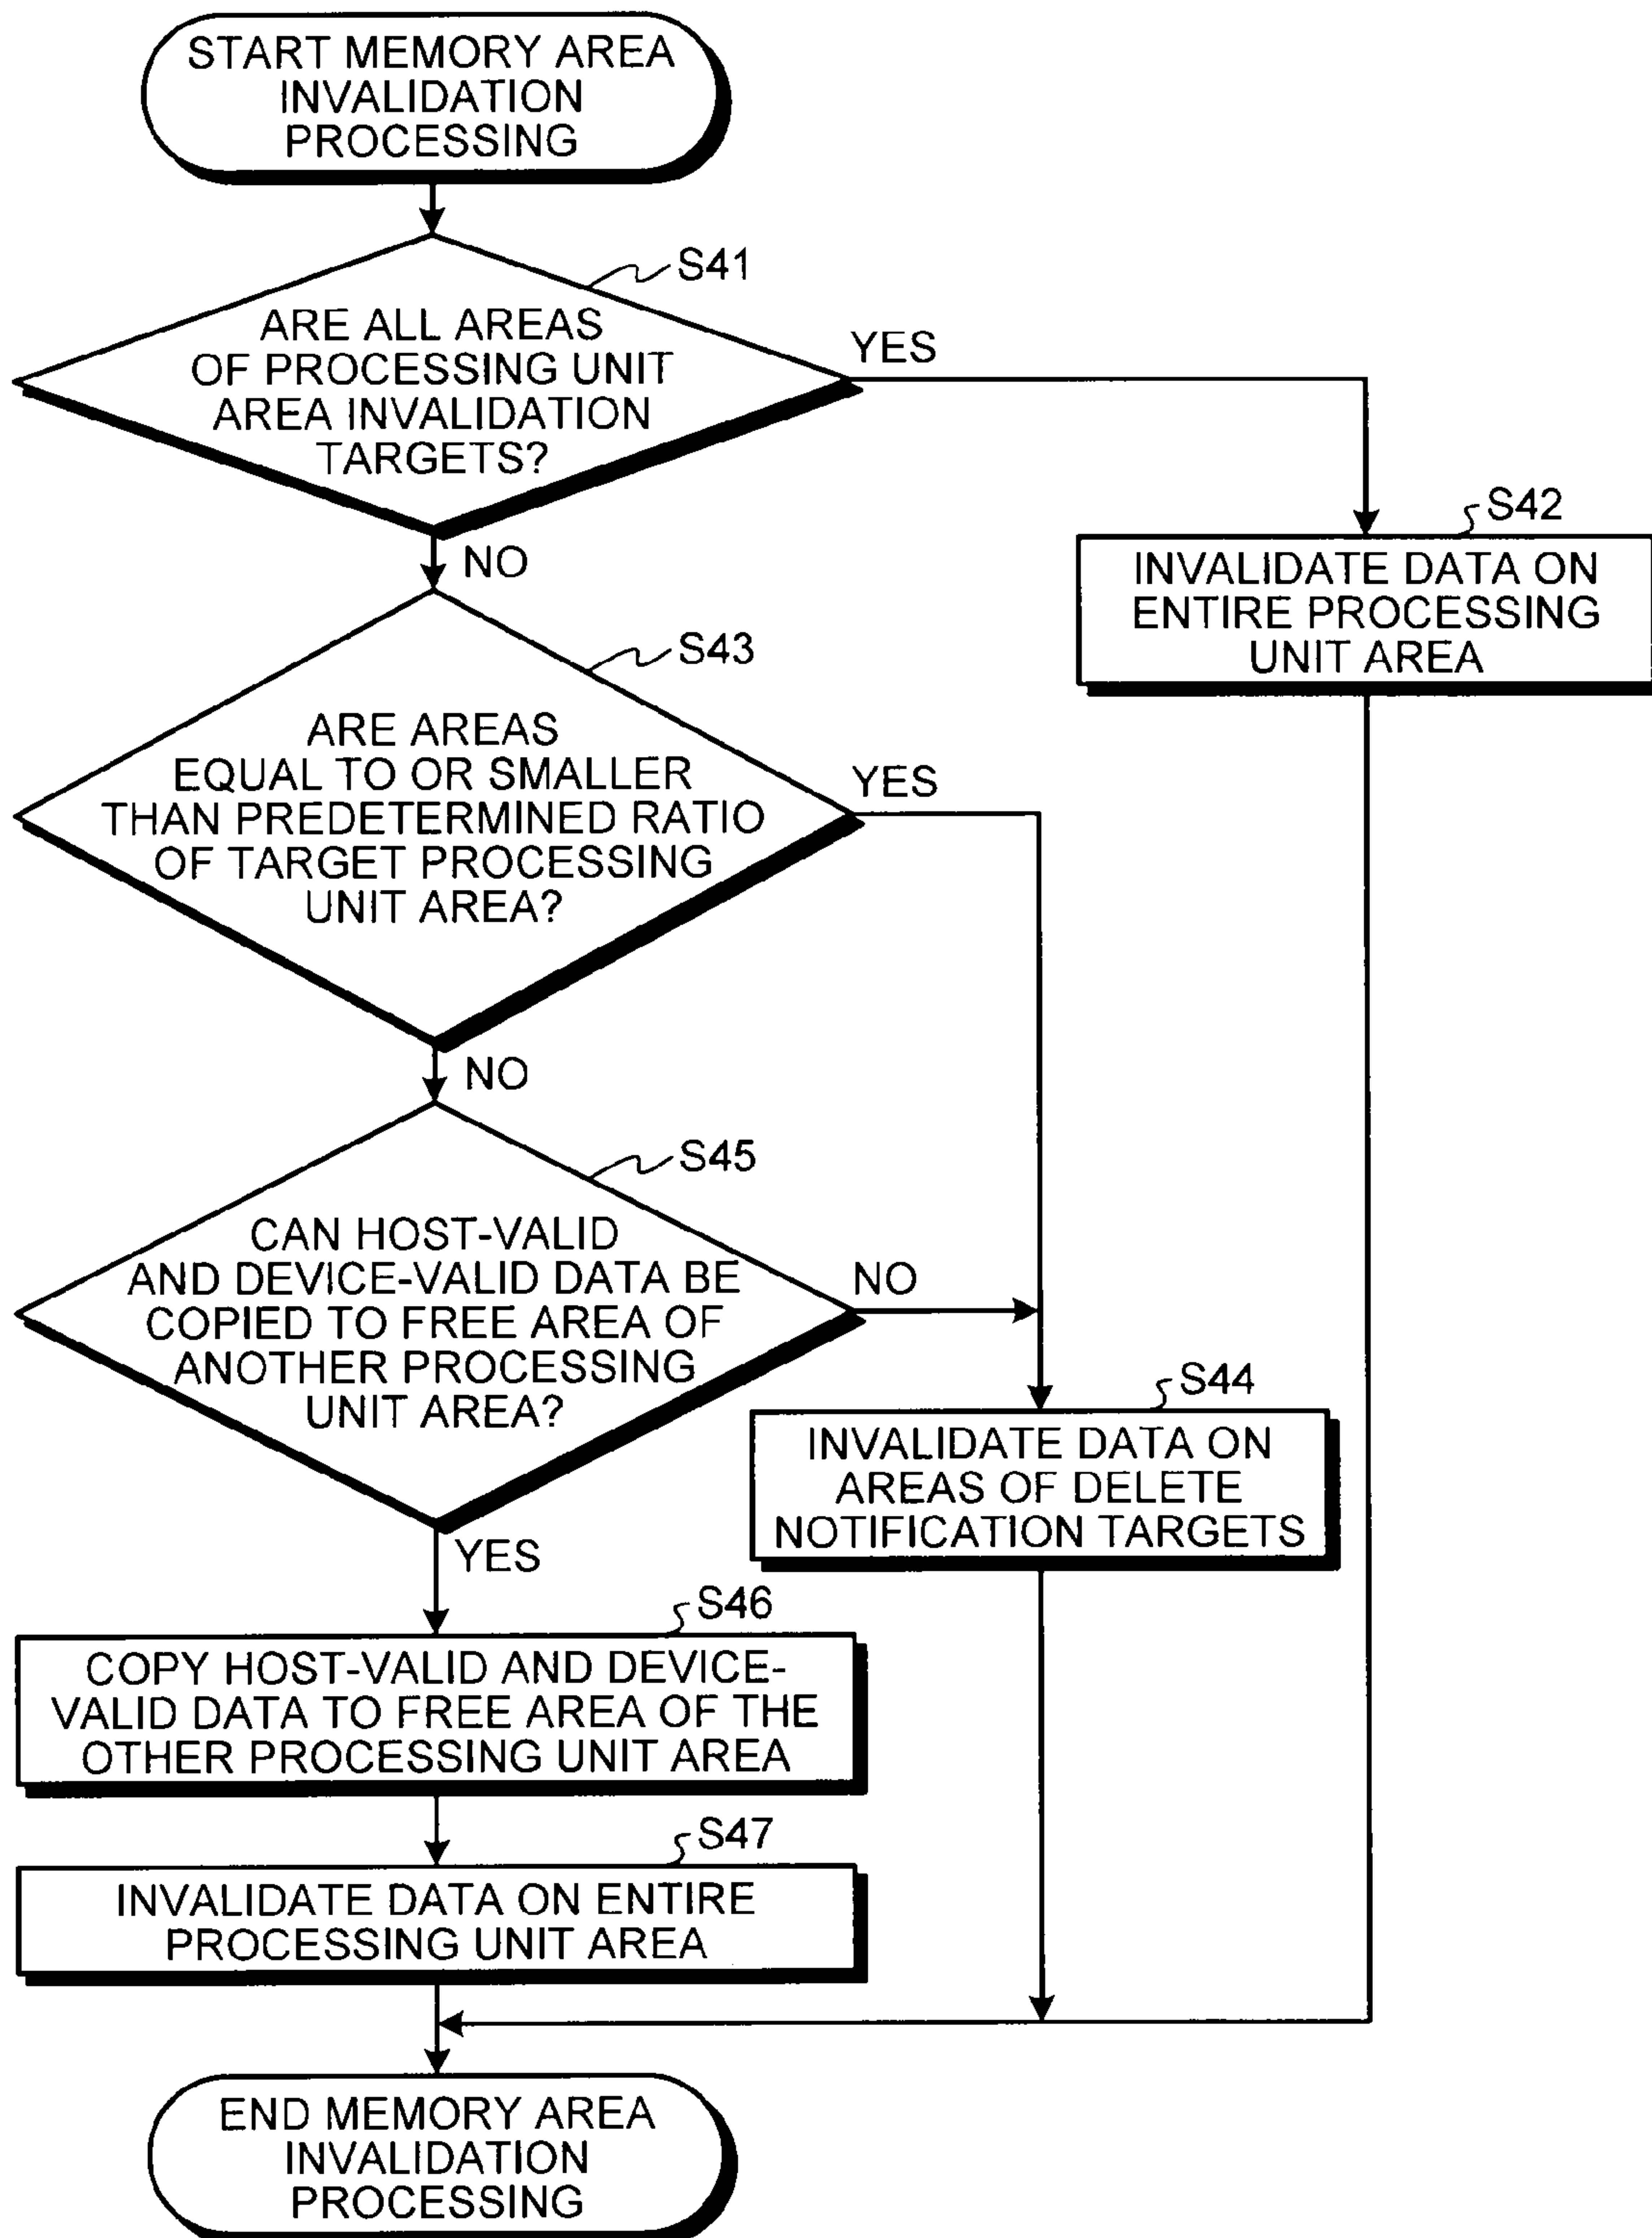 START MEMORY AREA
INVALIDATION
PROCESSING
S41
ARE ALL AREAS
OF PROCESSING UNIT
AREA INVALIDATION
TARGETS?
YES
NO
S42
INVALIDATE DATA ON
ENTIRE PROCESSING
UNIT AREA
S43
ARE AREAS
EQUAL TO OR SMALLER
THAN PREDETERMINED RATIO
OF TARGET PROCESSING
UNIT AREA?
YES
NO
S45
CAN HOST-VALID
AND DEVICE-VALID DATA BE
COPIED TO FREE AREA OF
ANOTHER PROCESSING
UNIT AREA?
NO
YES
S44
INVALIDATE DATA ON
AREAS OF DELETE
NOTIFICATION TARGETS
S46
COPY HOST-VALID AND DEVICE-
VALID DATA TO FREE AREA OF THE
OTHER PROCESSING UNIT AREA
S47
INVALIDATE DATA ON ENTIRE
PROCESSING UNIT AREA
END MEMORY AREA
INVALIDATION
PROCESSING